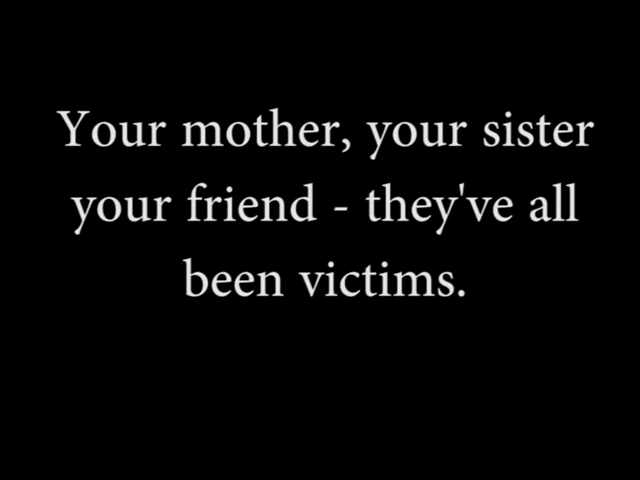 Your mother, your sister
your friend - they've all
been victims.